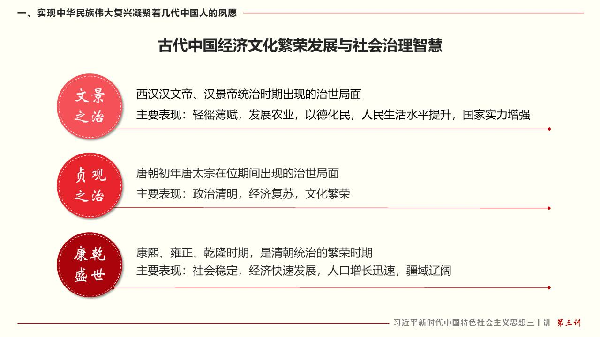 一、实现中华民族伟大复兴凝聚着几代中国人的夙愿
古代中国经济文化繁荣发展与社会治理智慧
文景
之治
西汉汉文帝、汉景帝统治时期出现的治世局面
主要表现：轻徭薄赋，发展农业，以德化民，人民生活水平提升，国家实力增强
贞观
之治
唐朝初年唐太宗在位期间出现的治世局面
主要表现：政治清明，经济复苏，文化繁荣
康乾
盛世
康熙、雍正、乾隆时期，是清朝统治的繁荣时期
主要表现：社会稳定，经济快速发展，人口增长迅速，疆域辽阔
习近平新时代中国特色社会主义思想三十讲 第三讲